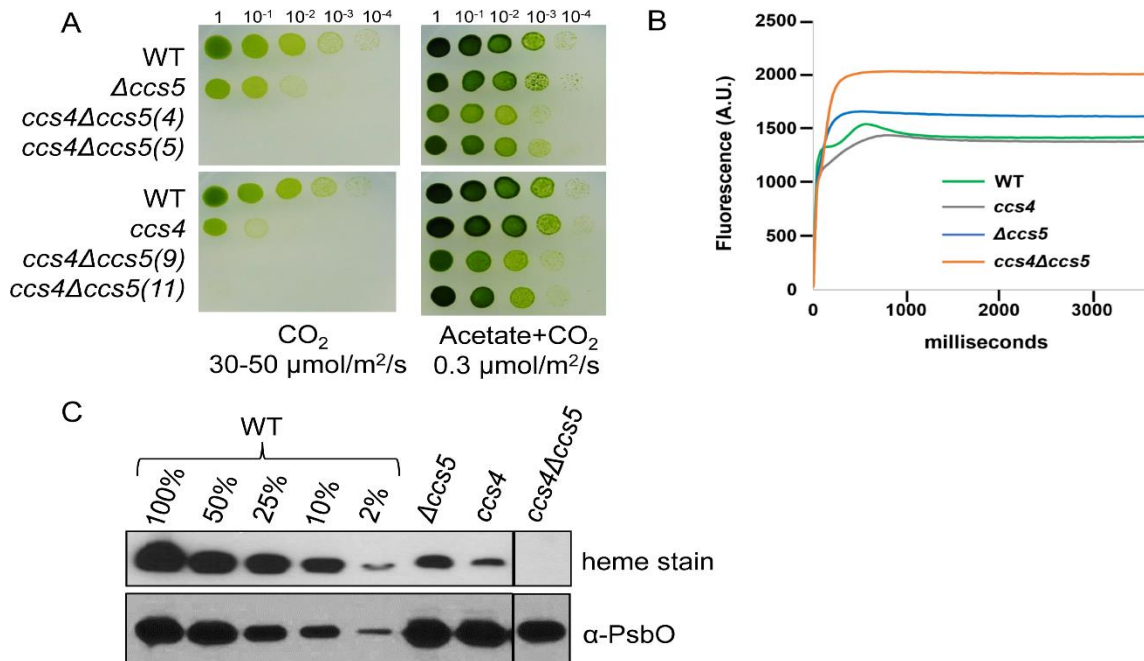 A
1 10⁻¹ 10⁻² 10⁻³ 10⁻⁴
1 10⁻¹ 10⁻² 10⁻³ 10⁻⁴
WT
Δccs5
ccs4Δccs5(4)
ccs4Δccs5(5)
WT
ccs4
ccs4Δccs5(9)
ccs4Δccs5(11)
CO₂
30-50 µmol/m²/s
Acetate+CO₂
0.3 µmol/m²/s
B
Fluorescence (A.U.)
2500
2000
1500
1000
500
0
WT
ccs4
Δccs5
ccs4Δccs5
0 1000 2000 3000
milliseconds
C
WT
100% 50% 25% 10% 2% Δccs5 ccs4 ccs4Δccs5
heme stain
α-PsbO